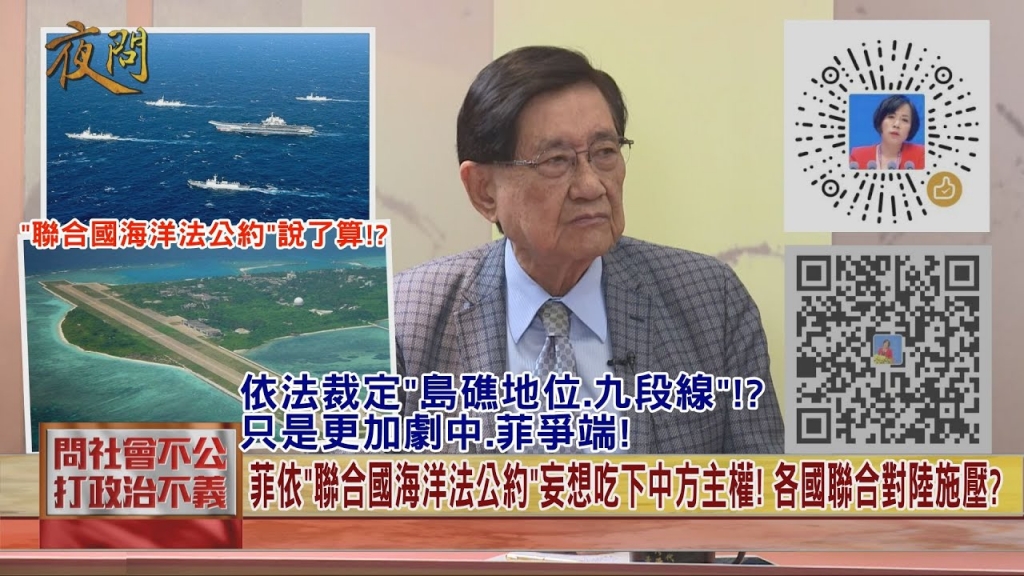 夜問
"聯合國海洋法公約"說了算!?
依法裁定"島礁地位.九段線"!?
只是更加劇中.菲爭端!
問社會不公
打政治不義
菲依"聯合國海洋法公約"妄想吃下中方主權! 各國聯合對陸施壓?